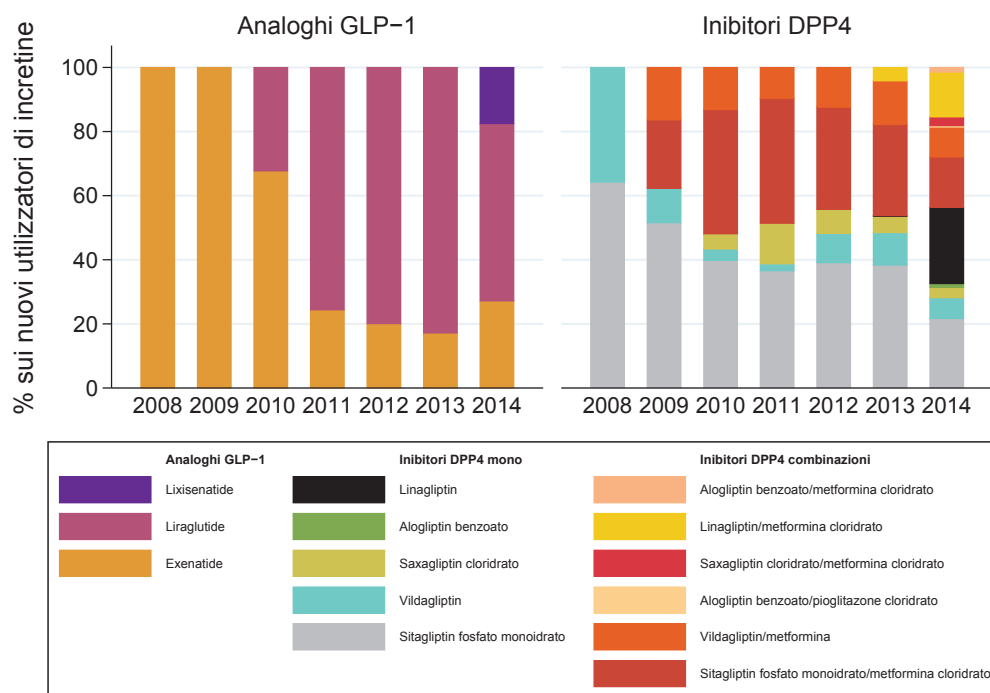 Analoghi GLP−1
Inibitori DPP4
% sui nuovi utilizzatori di incretine
100
80
60
40
20
0
2008 2009 2010 2011 2012 2013 2014
2008 2009 2010 2011 2012 2013 2014
Analoghi GLP−1
Lixisenatide
Liraglutide
Exenatide
Inibitori DPP4 mono
Linagliptin
Alogliptin benzoato
Saxagliptin cloridrato
Vildagliptin
Sitagliptin fosfato monoidrato
Inibitori DPP4 combinazioni
Alogliptin benzoato/metformina cloridrato
Linagliptin/metformina cloridrato
Saxagliptin cloridrato/metformina cloridrato
Alogliptin benzoato/pioglitazone cloridrato
Vildagliptin/metformina
Sitagliptin fosfato monoidrato/metformina cloridrato